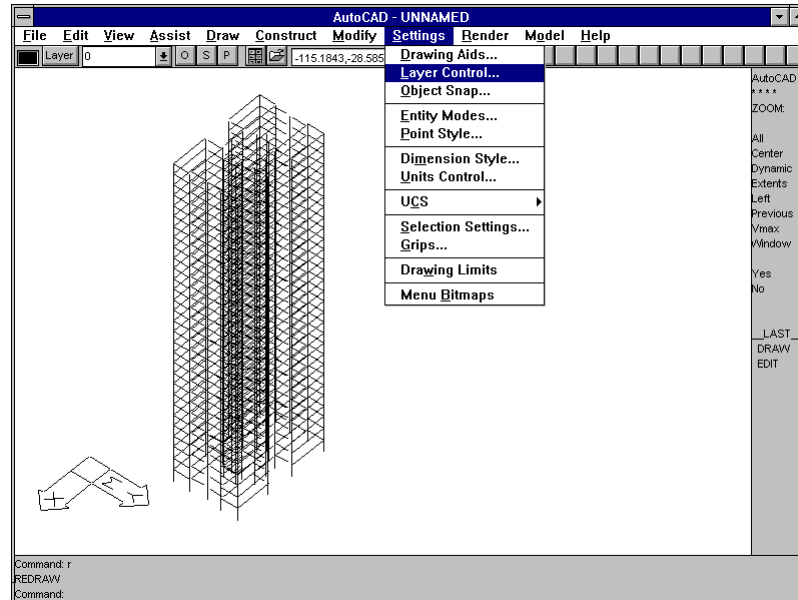 AutoCAD - UNNAMED
File Edit View Assist Draw Construct Modify Settings Render Model Help
Layer 0 O S P -115.1843,-28.585
Drawing Aids...
Layer Control...
Object Snap...
Entity Modes...
Point Style...
Dimension Style...
Units Control...
UCS
Selection Settings...
Grips...
Drawing Limits
Menu Bitmaps
AutoCAD
* * * *
ZOOM:
All
Center
Dynamic
Extents
Left
Previous
Vmax
Window
Yes
No
__LAST_
DRAW
EDIT
X Y
Command: r
REDRAW
Command: